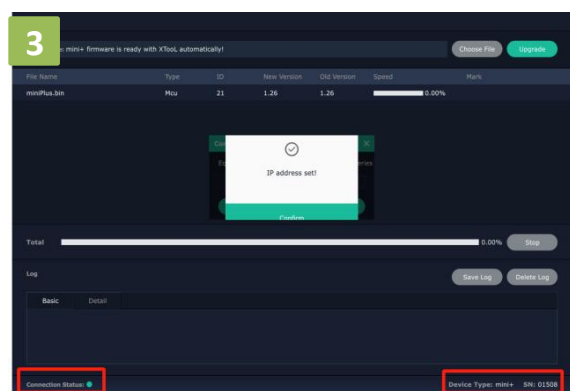 3
mini+ firmware is ready with XTool automatically!
Choose File
Upgrade
File Name Type ID New Version Old Version Speed Mark
miniPlus.bin Mcu 21 1.26 1.26 0.00%
IP address set!
Confirm
Total 0.00% Stop
Log Save Log Delete Log
Basic Detail
Connection Status: Device Type: mini+ SN: 01508